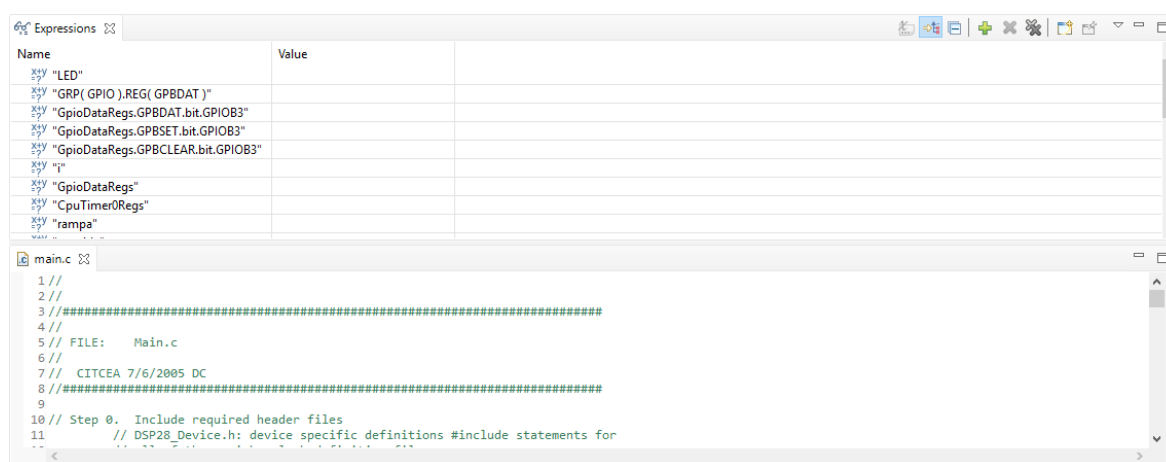 Expressions
Name Value
"LED"
"GRP( GPIO ).REG( GPBDAT )"
"GpioDataRegs.GPBDAT.bit.GPIOB3"
"GpioDataRegs.GPBSET.bit.GPIOB3"
"GpioDataRegs.GPBCLEAR.bit.GPIOB3"
"i"
"GpioDataRegs"
"CpuTimer0Regs"
"rampa"
main.c
1 //
2 //
3 //###########################################################################
4 //
5 // FILE: Main.c
6 //
7 // CITCEA 7/6/2005 DC
8 //###########################################################################
9
10 // Step 0. Include required header files
11 // DSP28_Device.h: device specific definitions #include statements for